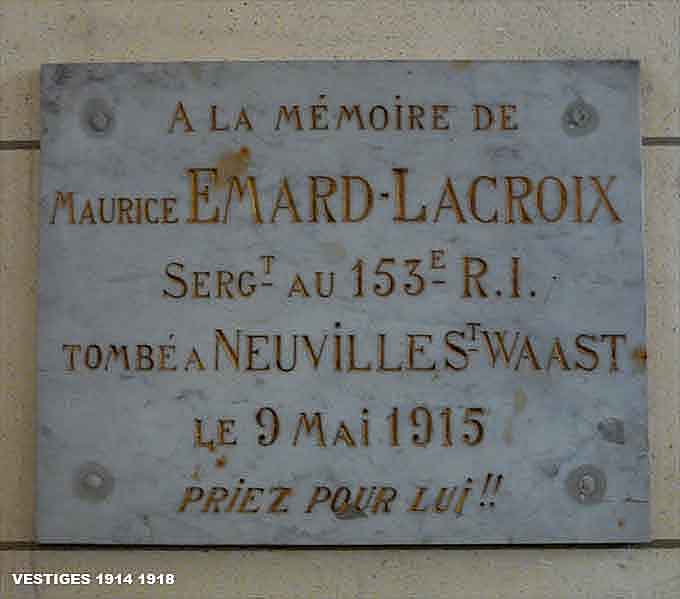 A LA MÉMOIRE DE
MAURICE EMARD-LACROIX
SERGT AU 153E R.I.
TOMBÉ A NEUVILLE ST WAAST
LE 9 MAI 1915
PRIEZ POUR LUI!!
VESTIGES 1914 1918